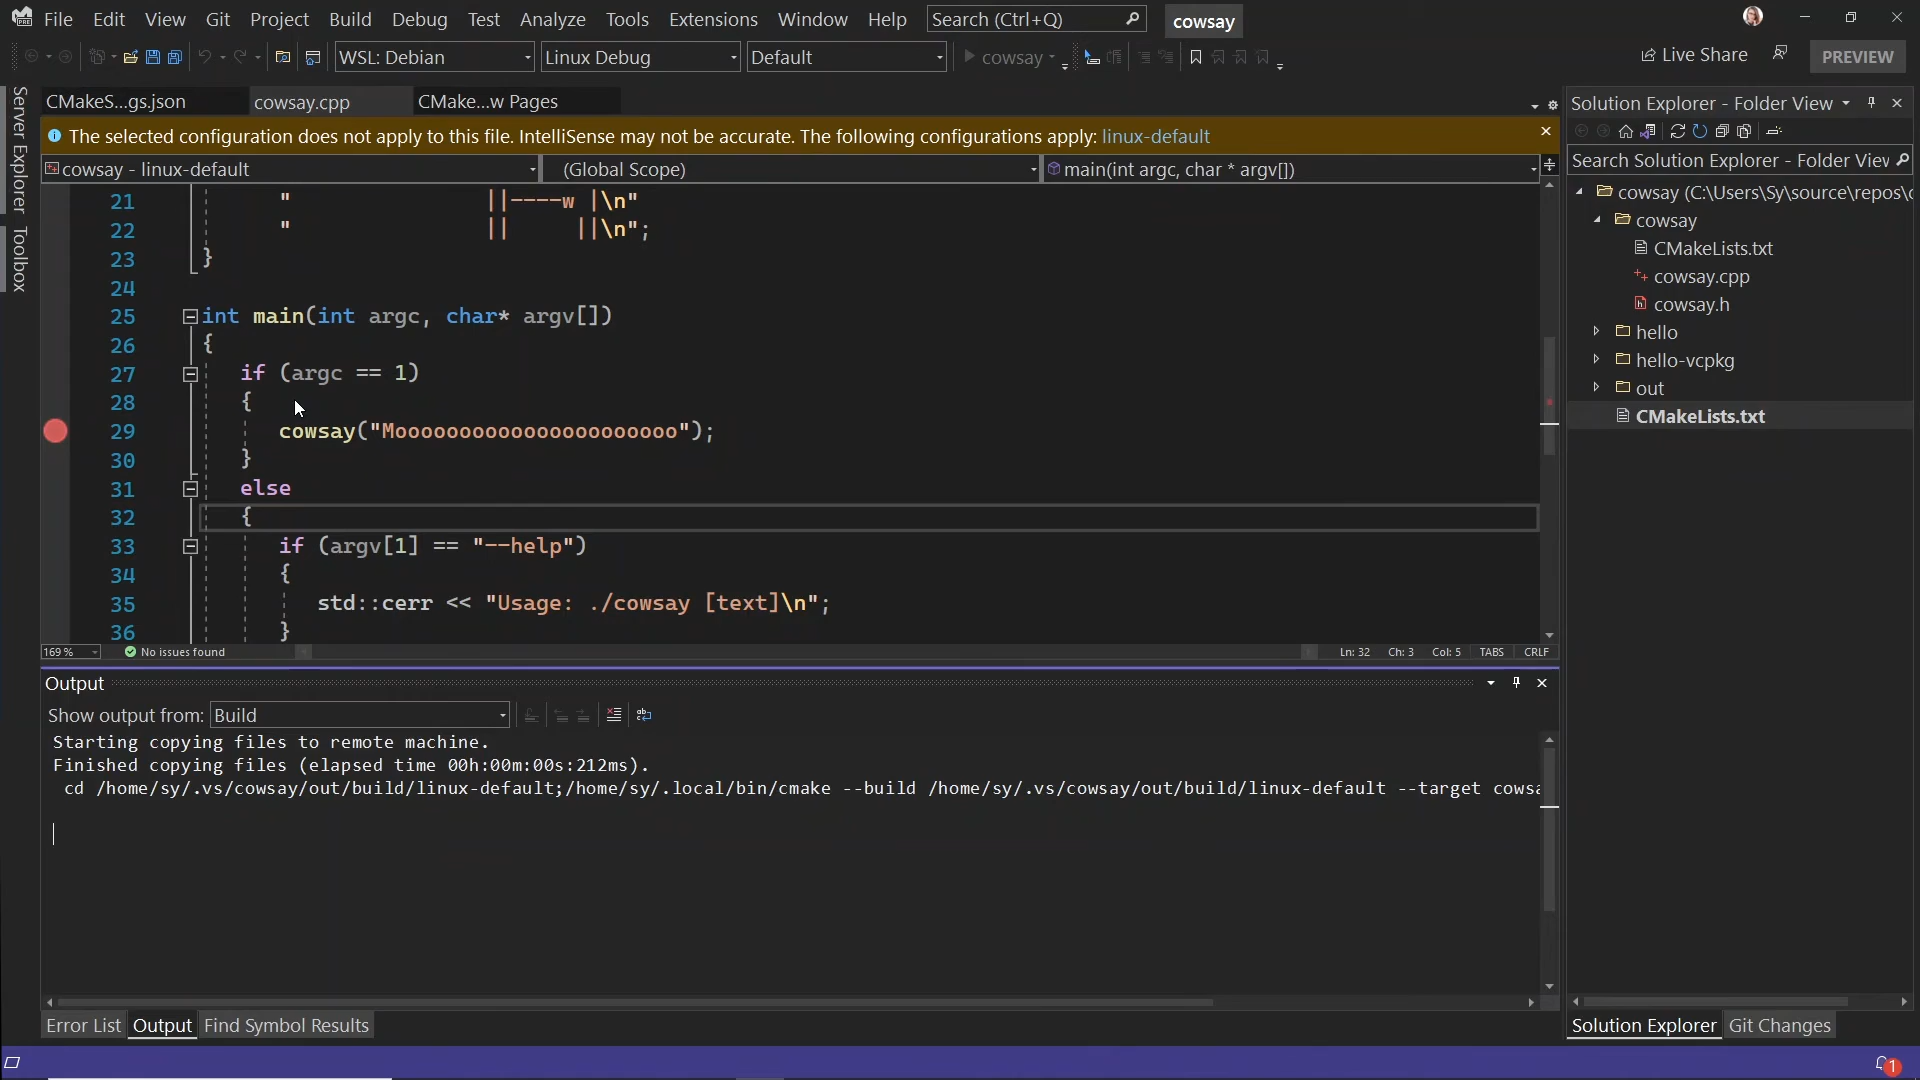 File Edit View Git Project Build Debug Test Analyze Tools Extensions Window Help Search (Ctrl+Q) cowsay
WSL: Debian Linux Debug Default cowsay Live Share PREVIEW
Server Explorer
Toolbox
CMakeS...gs.json cowsay.cpp CMake...w Pages
The selected configuration does not apply to this file. IntelliSense may not be accurate. The following configurations apply: linux-default
cowsay - linux-default (Global Scope) main(int argc, char * argv[])
21 " ||----w |\n"
22 " || ||\n";
23 }
24
25 int main(int argc, char* argv[])
26 {
27 if (argc == 1)
28 {
29 cowsay("Moooooooooooooooooooooo");
30 }
31 else
32 {
33 if (argv[1] == "--help")
34 {
35 std::cerr << "Usage: ./cowsay [text]\n";
36 }
169 % No issues found Ln: 32 Ch: 3 Col: 5 TABS CRLF
Output
Show output from: Build
Starting copying files to remote machine.
Finished copying files (elapsed time 00h:00m:00s:212ms).
cd /home/sy/.vs/cowsay/out/build/linux-default;/home/sy/.local/bin/cmake --build /home/sy/.vs/cowsay/out/build/linux-default --target cowsa
Error List Output Find Symbol Results
Solution Explorer - Folder View
Search Solution Explorer - Folder View
cowsay (C:\Users\Sy\source\repos\c
cowsay
CMakeLists.txt
cowsay.cpp
cowsay.h
hello
hello-vcpkg
out
CMakeLists.txt
Solution Explorer Git Changes
1